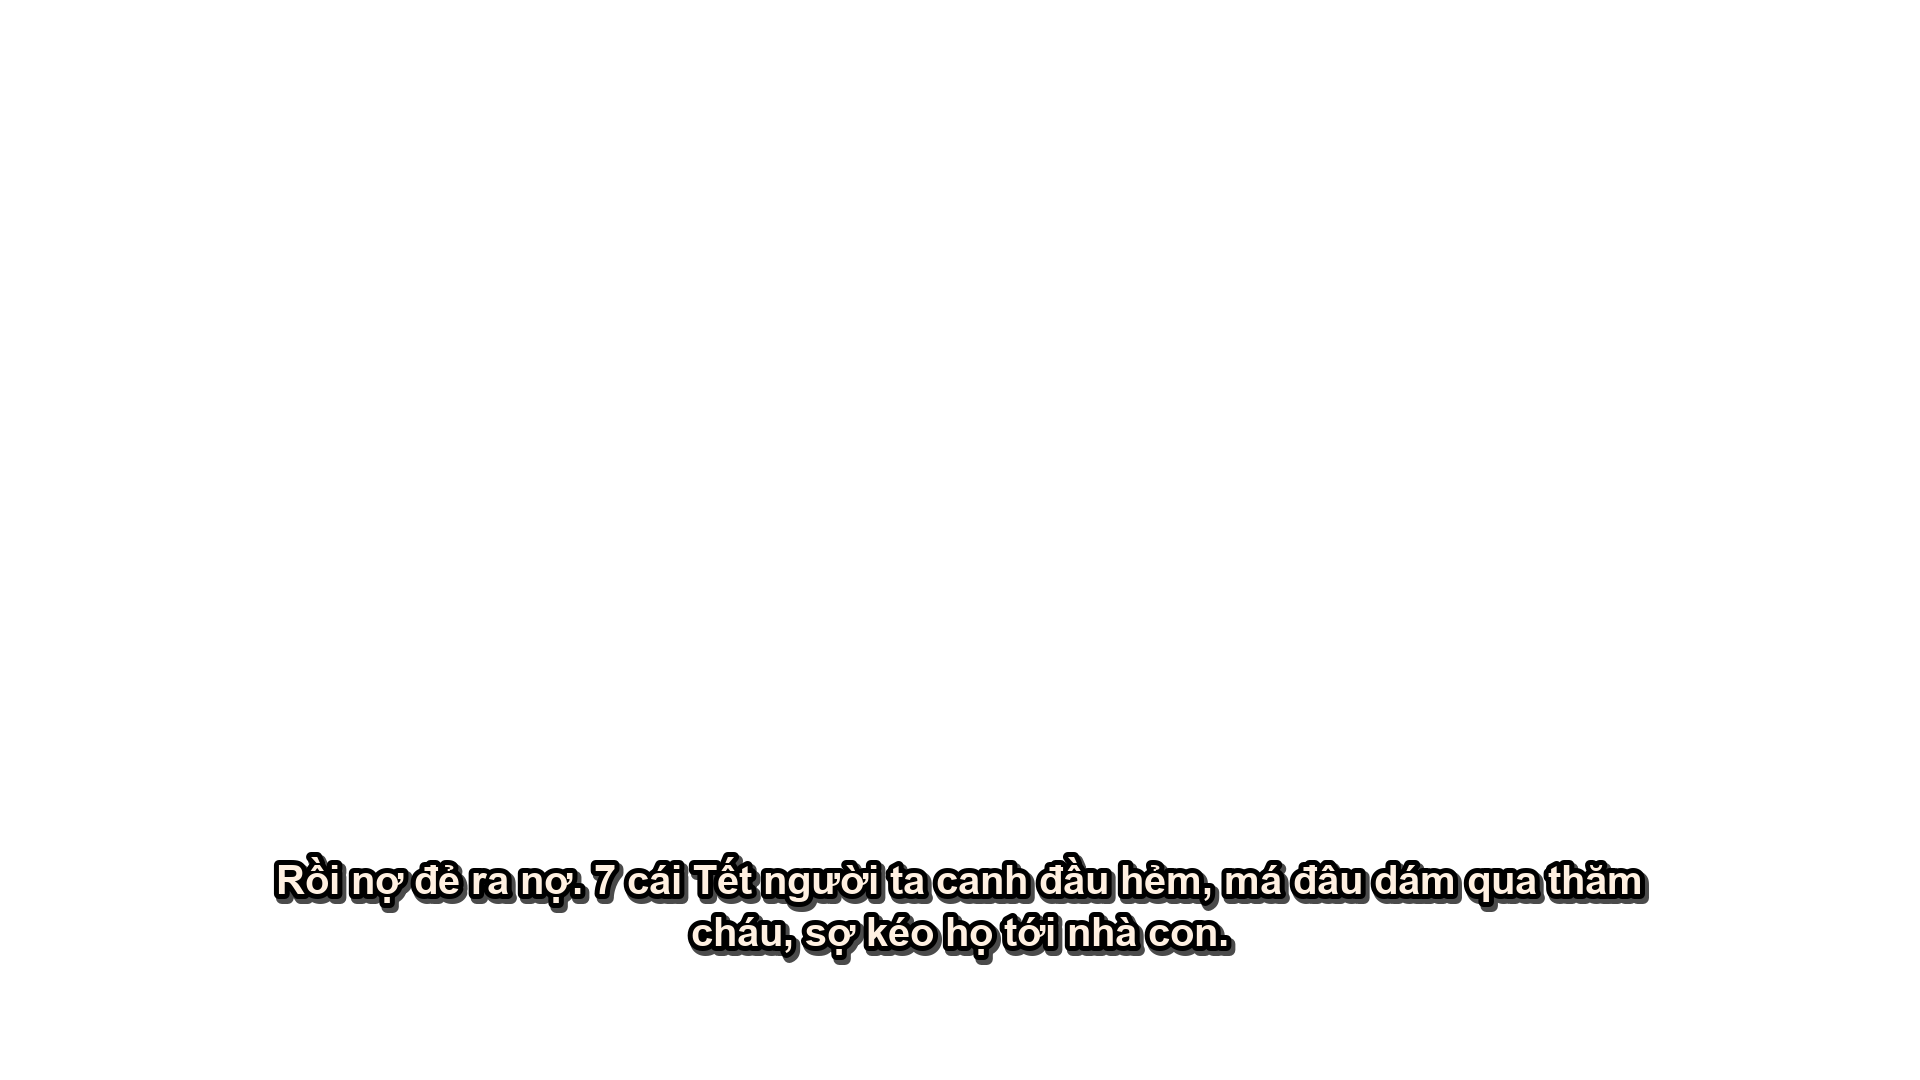 Rồi nợ đẻ ra nợ. 7 cái Tết người ta canh đầu hẻm, má đâu dám qua thăm
cháu, sợ kéo họ tới nhà con.